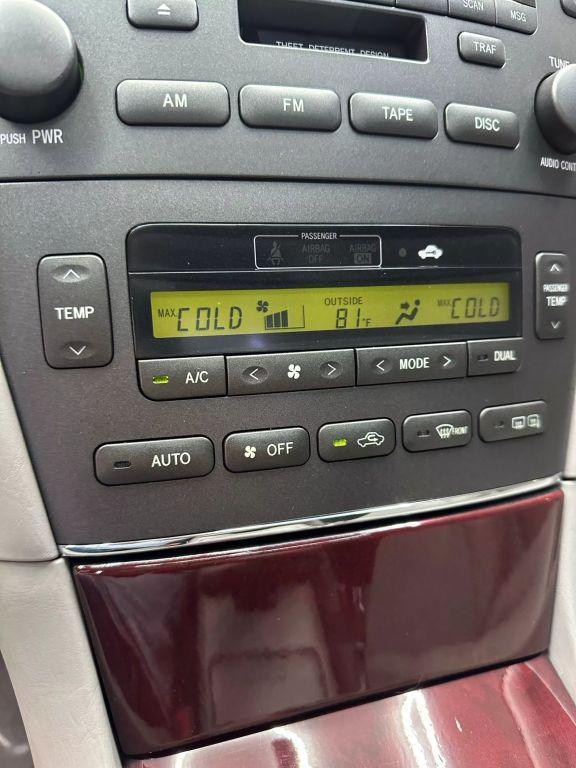 SCAN
MSG
THEFT DETERRENT DESIGN
TRAF
TUNE
AM
FM
TAPE
DISC
PUSH PWR
AUDIO CONT
PASSENGER
AIRBAG OFF
AIRBAG ON
TEMP
MAX. COLD
OUTSIDE
81°F
MAX. COLD
PASSENGER
TEMP
A/C
< >
< MODE >
DUAL
AUTO
OFF
FRONT